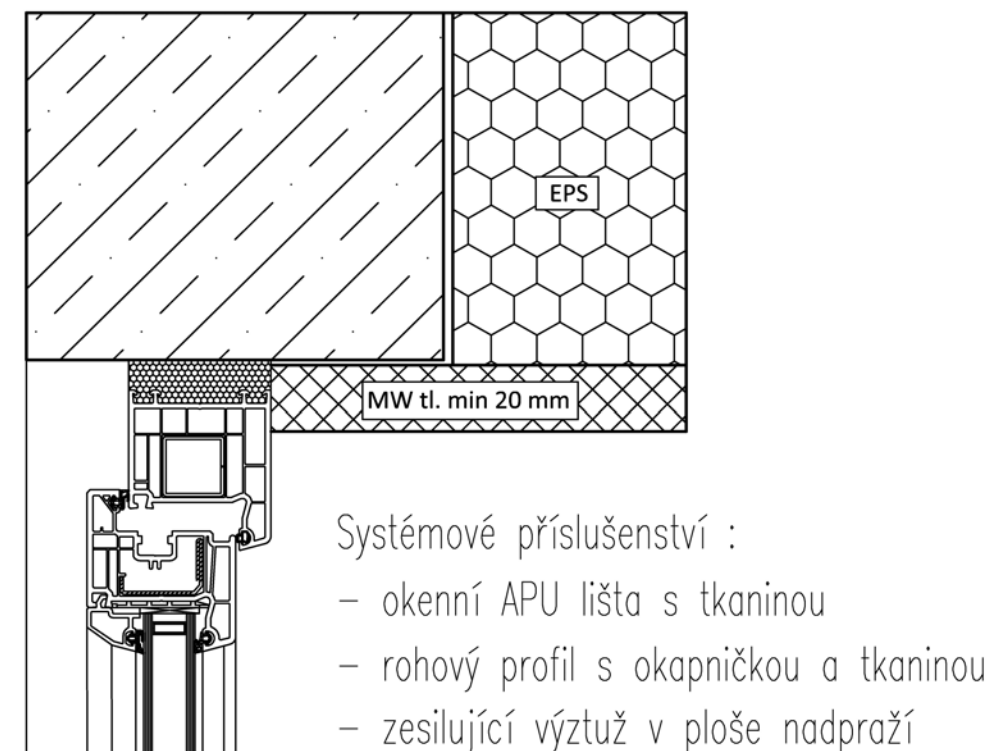 EPS
MW tl. min 20 mm
Systémové příslušenství :
– okenní APU lišta s tkaninou
– rohový profil s okapničkou a tkaninou
– zesilující výztuž v ploše nadpraží